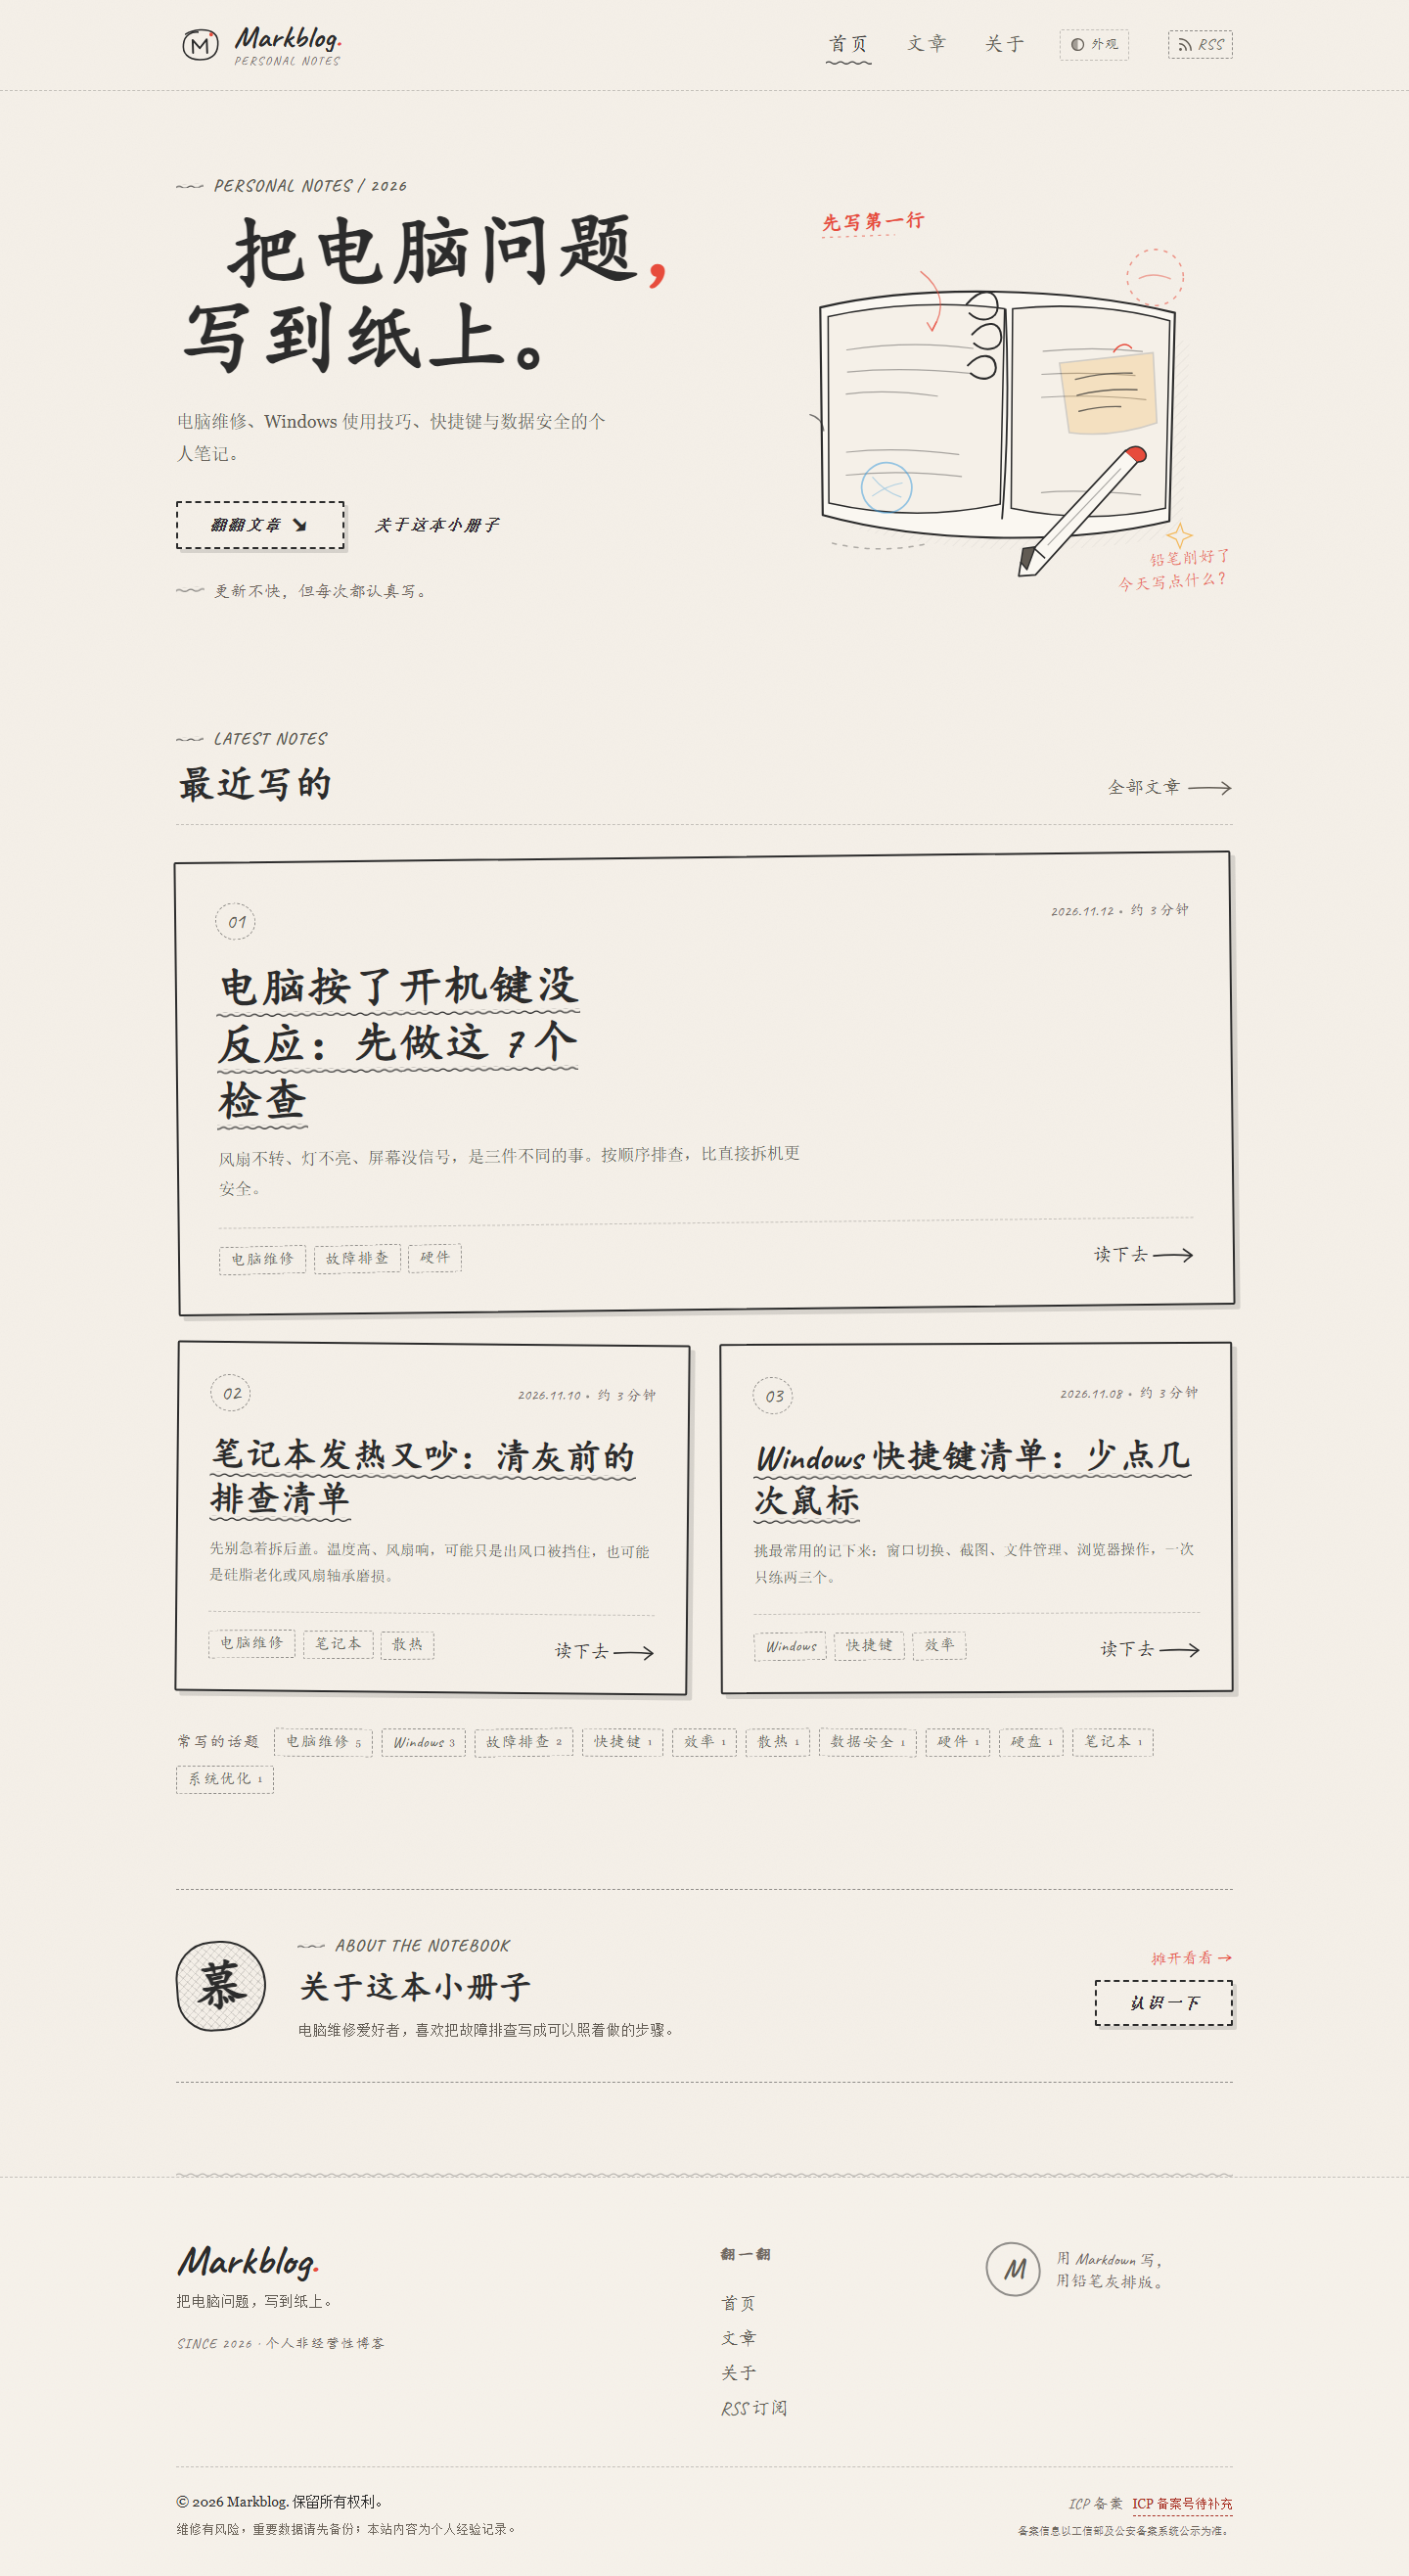 Markblog.
PERSONAL NOTES
首页
文章
关于
外观
RSS
PERSONAL NOTES / 2026
把电脑问题，
写到纸上。
先写第一行
电脑维修、Windows 使用技巧、快捷键与数据安全的个
人笔记。
翻翻文章 ↘
关于这本小册子
铅笔削好了
今天写点什么？
更新不快，但每次都认真写。
LATEST NOTES
最近写的
全部文章
01
2026.11.12 • 约 3 分钟
电脑按了开机键没
反应：先做这 7 个
检查
风扇不转、灯不亮、屏幕没信号，是三件不同的事。按顺序排查，比直接拆机更
安全。
电脑维修
故障排查
硬件
读下去
02
2026.11.10 • 约 3 分钟
笔记本发热又吵：清灰前的
排查清单
先别急着拆后盖。温度高、风扇响，可能只是出风口被挡住，也可能
是硅脂老化或风扇轴承磨损。
电脑维修
笔记本
散热
读下去
03
2026.11.08 • 约 3 分钟
Windows 快捷键清单：少点几
次鼠标
挑最常用的记下来：窗口切换、截图、文件管理、浏览器操作，一次
只练两三个。
Windows
快捷键
效率
读下去
常写的话题
电脑维修 5
Windows 3
故障排查 2
快捷键 1
效率 1
散热 1
数据安全 1
硬件 1
硬盘 1
笔记本 1
系统优化 1
慕
ABOUT THE NOTEBOOK
关于这本小册子
电脑维修爱好者，喜欢把故障排查写成可以照着做的步骤。
摊开看看 →
认识一下
Markblog.
把电脑问题，写到纸上。
SINCE 2026 · 个人非经营性博客
翻一翻
首页
文章
关于
RSS 订阅
M
用 Markdown 写，
用铅笔灰排版。
© 2026 Markblog. 保留所有权利。
维修有风险，重要数据请先备份；本站内容为个人经验记录。
ICP 备案 ICP 备案号待补充
备案信息以工信部及公安备案系统公示为准。